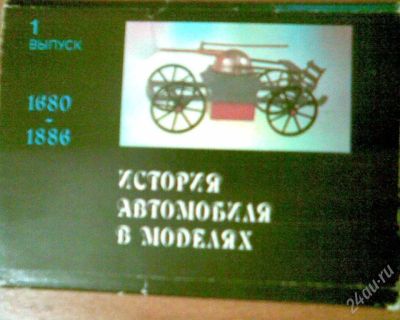 1
ВЫПУСК
1680
-
1886
ИСТОРИЯ
АВТОМОБИЛЯ
В МОДЕЛЯХ
24au.ru